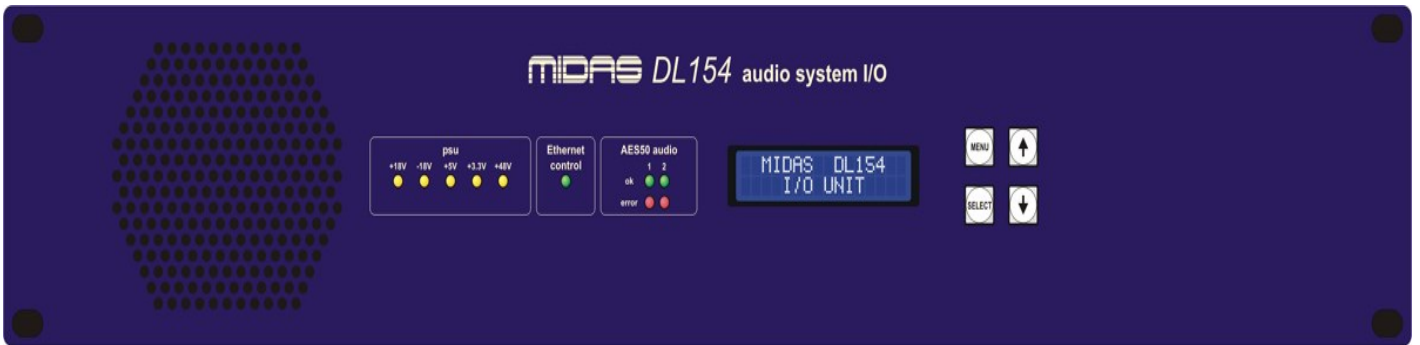 MIDAS DL154 audio system I/O
psu
+18V -18V +5V +3.3V +48V
Ethernet
control
AES50 audio
1 2
ok
error
MIDAS DL154
I/O UNIT
MENU
SELECT